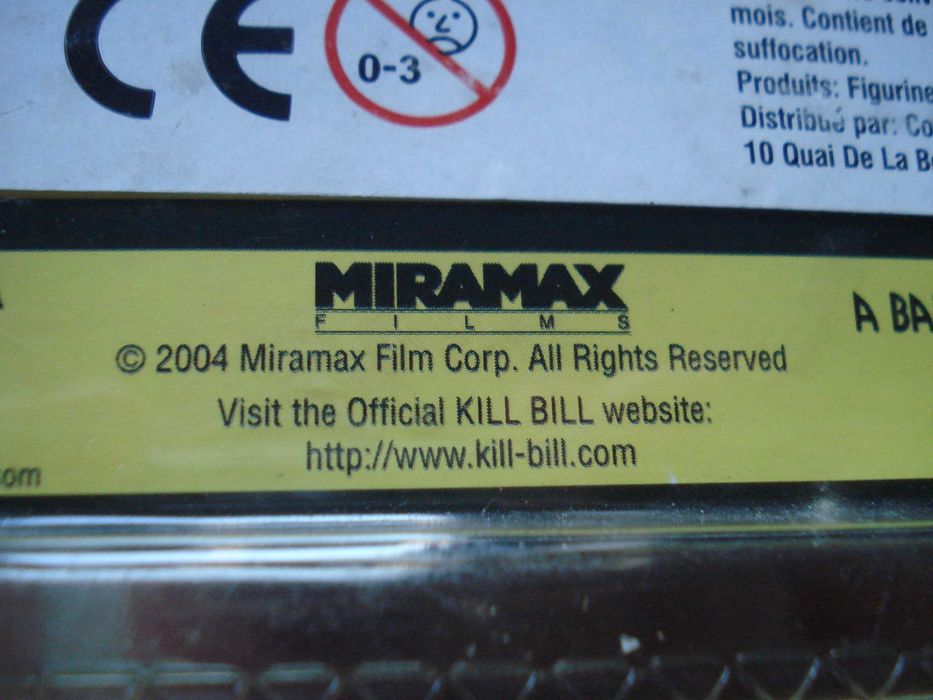 CE
0-3
mois. Contient de
suffocation.
Produits: Figurine
Distribué par: Co
10 Quai De La B
MIRAMAX
FILMS
© 2004 Miramax Film Corp. All Rights Reserved
Visit the Official KILL BILL website:
http://www.kill-bill.com
A BA
om